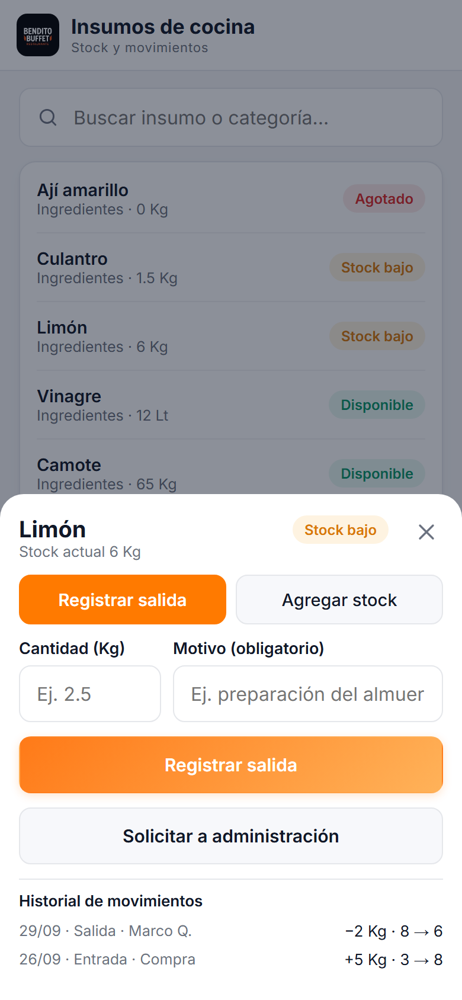 BENDITO
BUFFET
RESTAURANTE
Insumos de cocina
Stock y movimientos
Buscar insumo o categoría...
Ají amarillo
Ingredientes · 0 Kg
Agotado
Culantro
Ingredientes · 1.5 Kg
Stock bajo
Limón
Ingredientes · 6 Kg
Stock bajo
Vinagre
Ingredientes · 12 Lt
Disponible
Camote
Ingredientes · 65 Kg
Disponible
Limón
Stock actual 6 Kg
Stock bajo
Registrar salida
Agregar stock
Cantidad (Kg)
Motivo (obligatorio)
Ej. 2.5
Ej. preparación del almuer
Registrar salida
Solicitar a administración
Historial de movimientos
29/09 · Salida · Marco Q.
−2 Kg · 8 → 6
26/09 · Entrada · Compra
+5 Kg · 3 → 8